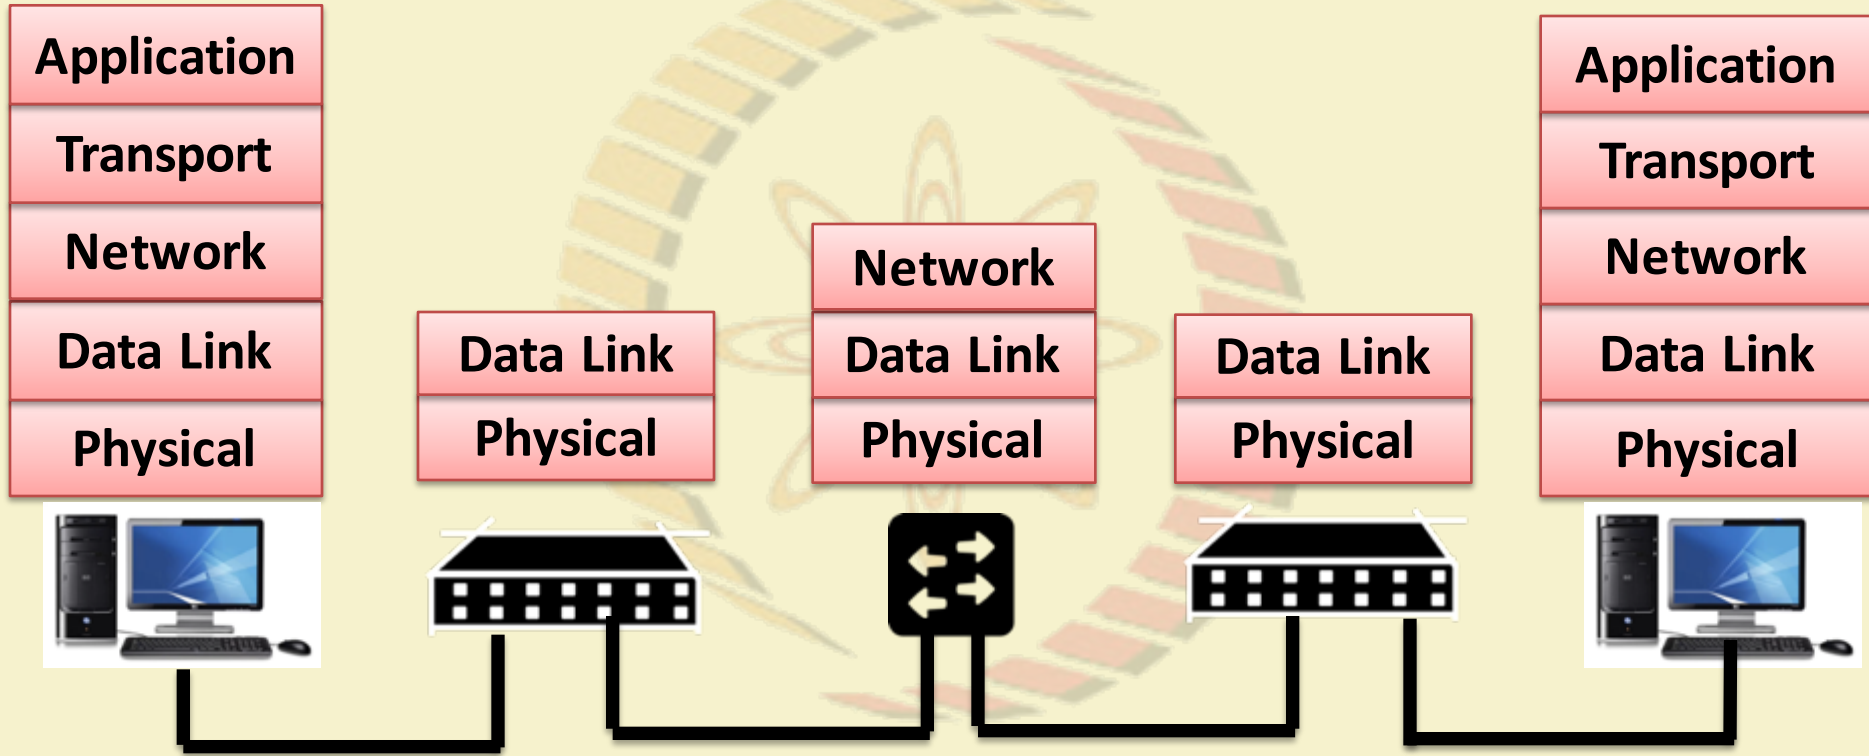 Application
Transport
Network
Data Link
Physical
Data Link
Physical
Network
Data Link
Physical
Data Link
Physical
Application
Transport
Network
Data Link
Physical